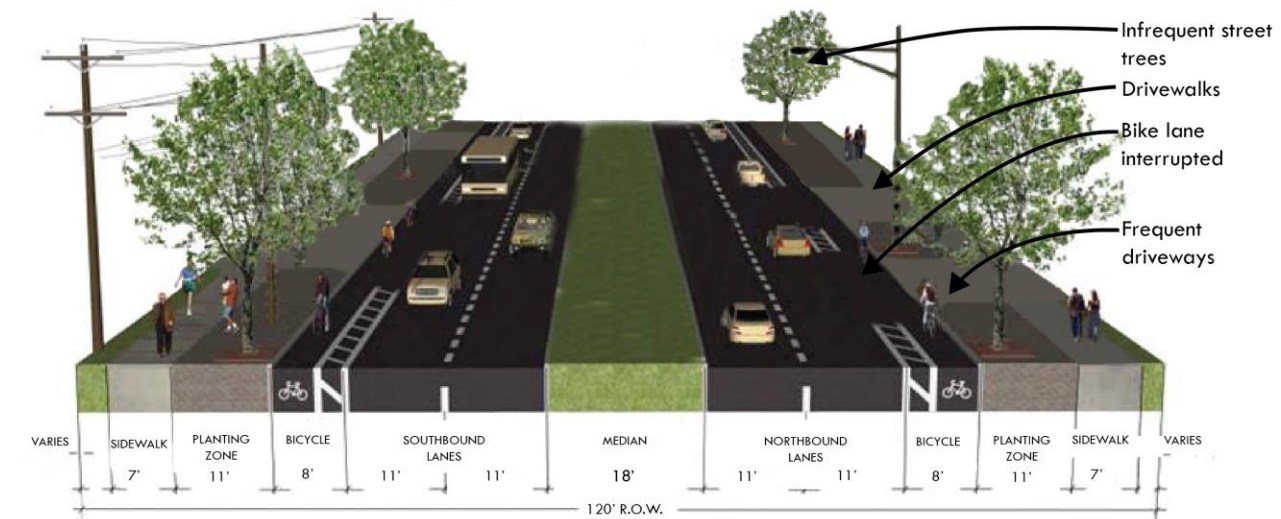 Infrequent street
trees
Drivewalks
Bike lane
interrupted
Frequent
driveways
VARIES
SIDEWALK
7'
PLANTING
ZONE
11'
BICYCLE
8'
SOUTHBOUND
LANES
11'
11'
MEDIAN
18'
NORTHBOUND
LANES
11'
11'
BICYCLE
8'
PLANTING
ZONE
11'
SIDEWALK
7'
VARIES
120' R.O.W.